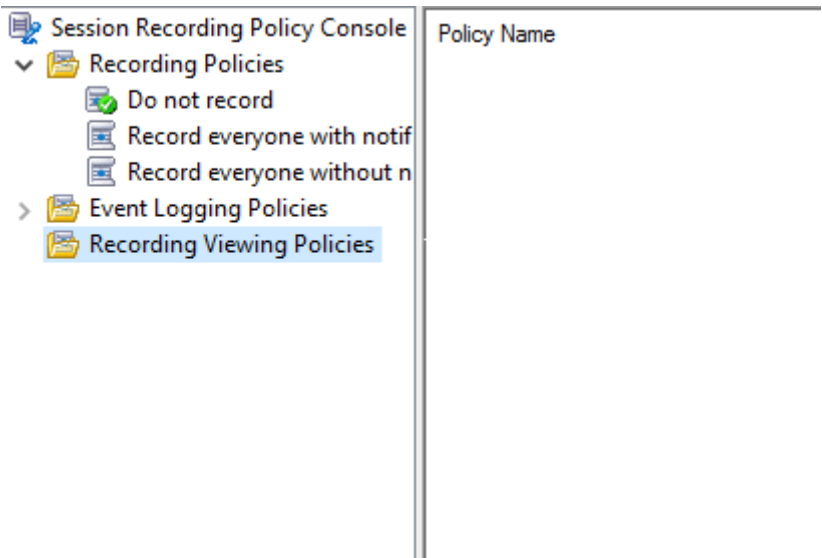 Session Recording Policy Console
Policy Name
Recording Policies
Do not record
Record everyone with notif
Record everyone without n
Event Logging Policies
Recording Viewing Policies